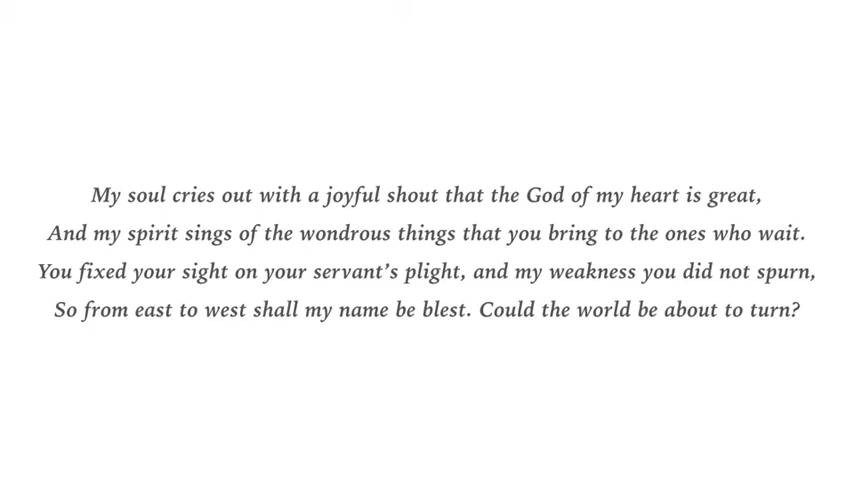 My soul cries out with a joyful shout that the God of my heart is great,
And my spirit sings of the wondrous things that you bring to the ones who wait.
You fixed your sight on your servant’s plight, and my weakness you did not spurn,
So from east to west shall my name be blest. Could the world be about to turn?